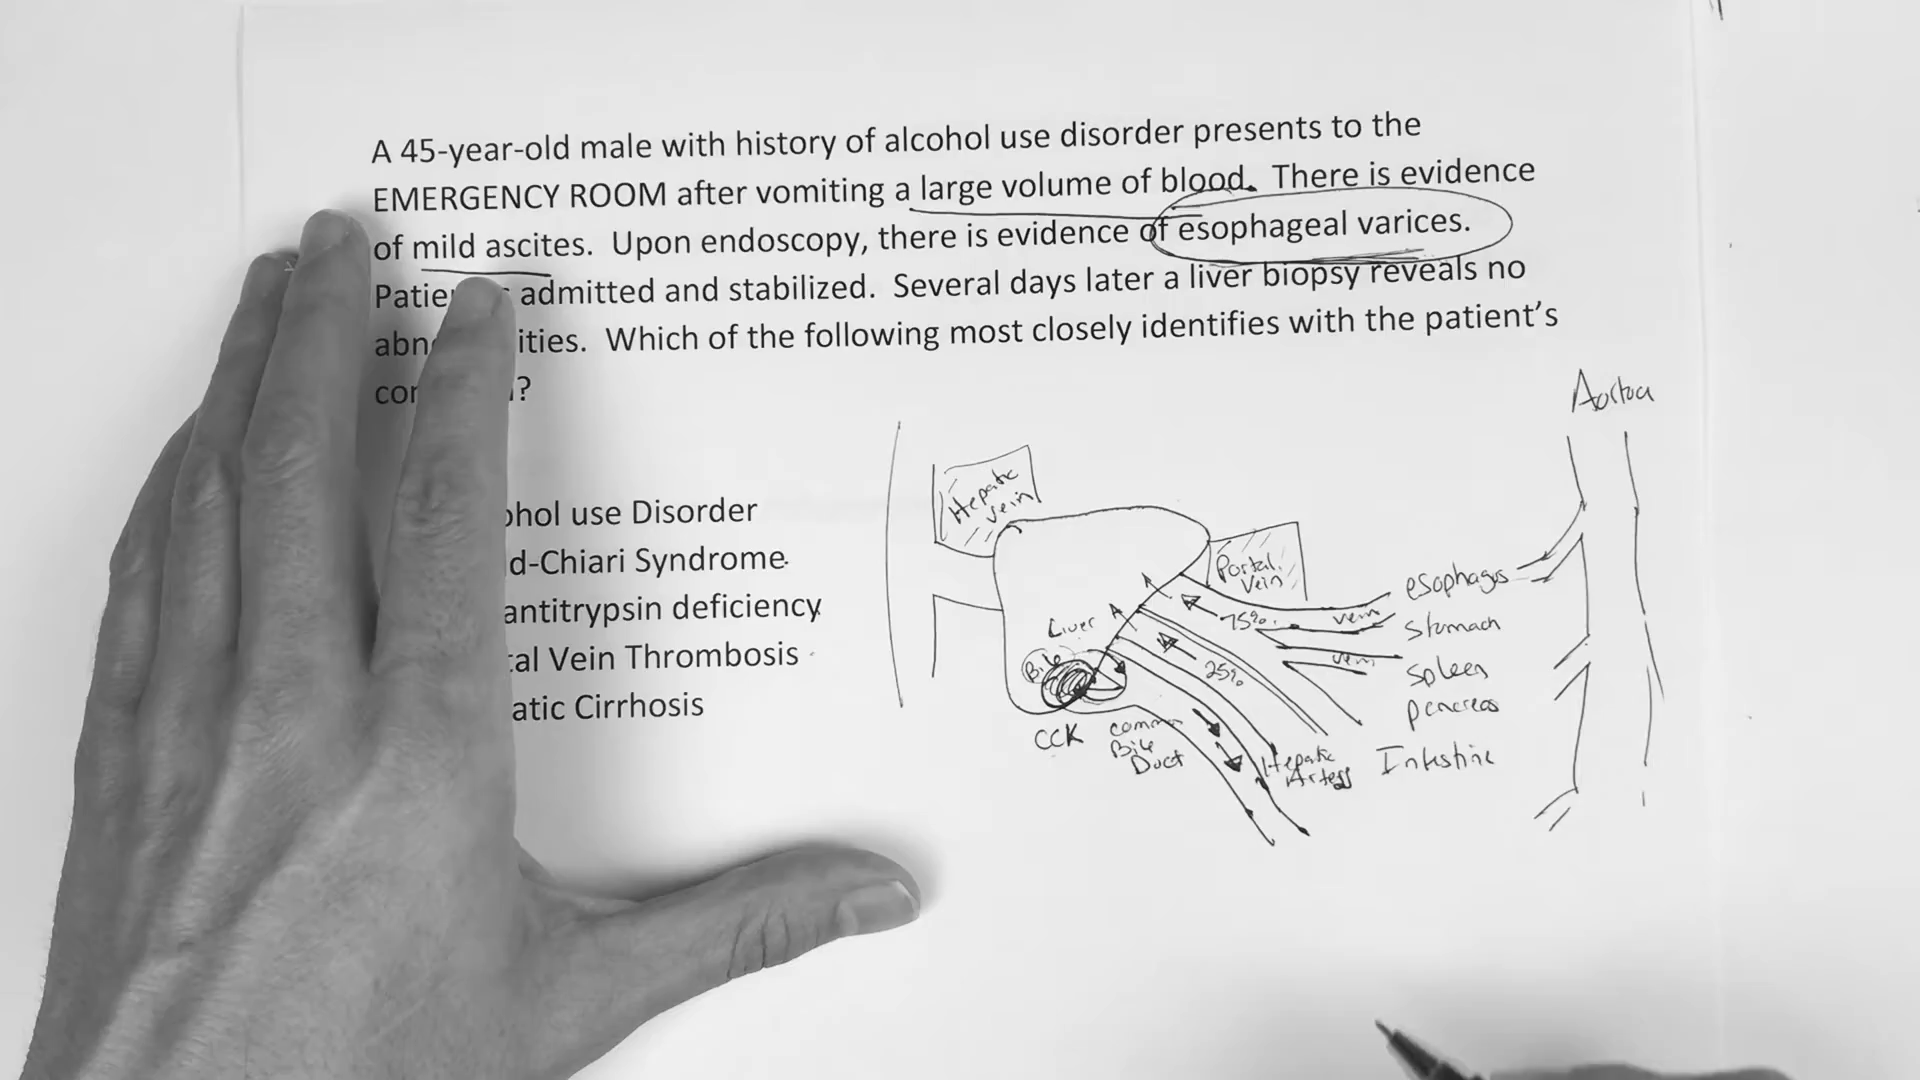 A 45-year-old male with history of alcohol use disorder presents to the
EMERGENCY ROOM after vomiting a large volume of blood. There is evidence
of mild ascites. Upon endoscopy, there is evidence of esophageal varices.
Patie admitted and stabilized. Several days later a liver biopsy reveals no
abn ities. Which of the following most closely identifies with the patient's
con ?
ohol use Disorder
d-Chiari Syndrome
antitrypsin deficiency
tal Vein Thrombosis
atic Cirrhosis
Aorta
Hepatic
vein
Portal
Vein
esophagus
vein
Stomach
75%
Liver
vein
Spleen
Bile
25%
pancreas
CCK
common
Bile
Duct
Hepatic
Artery
Intestine